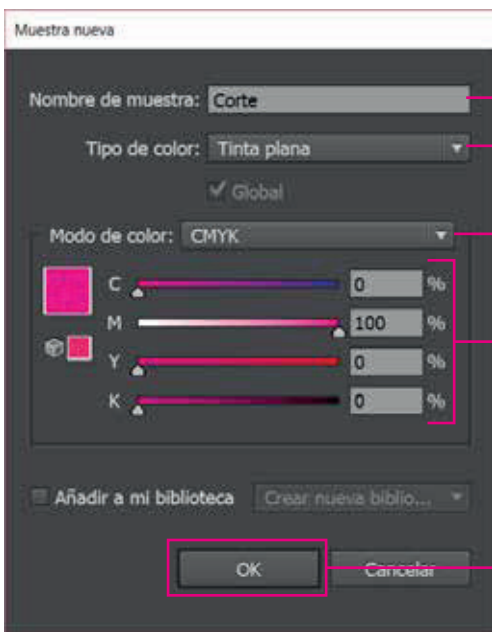 Muestra nueva
Nombre de muestra: Corte
Tipo de color: Tinta plana
Global
Modo de color: CMYK
C 0 %
M 100 %
Y 0 %
K 0 %
Añadir a mi biblioteca Crear nueva biblio...
OK Cancelar